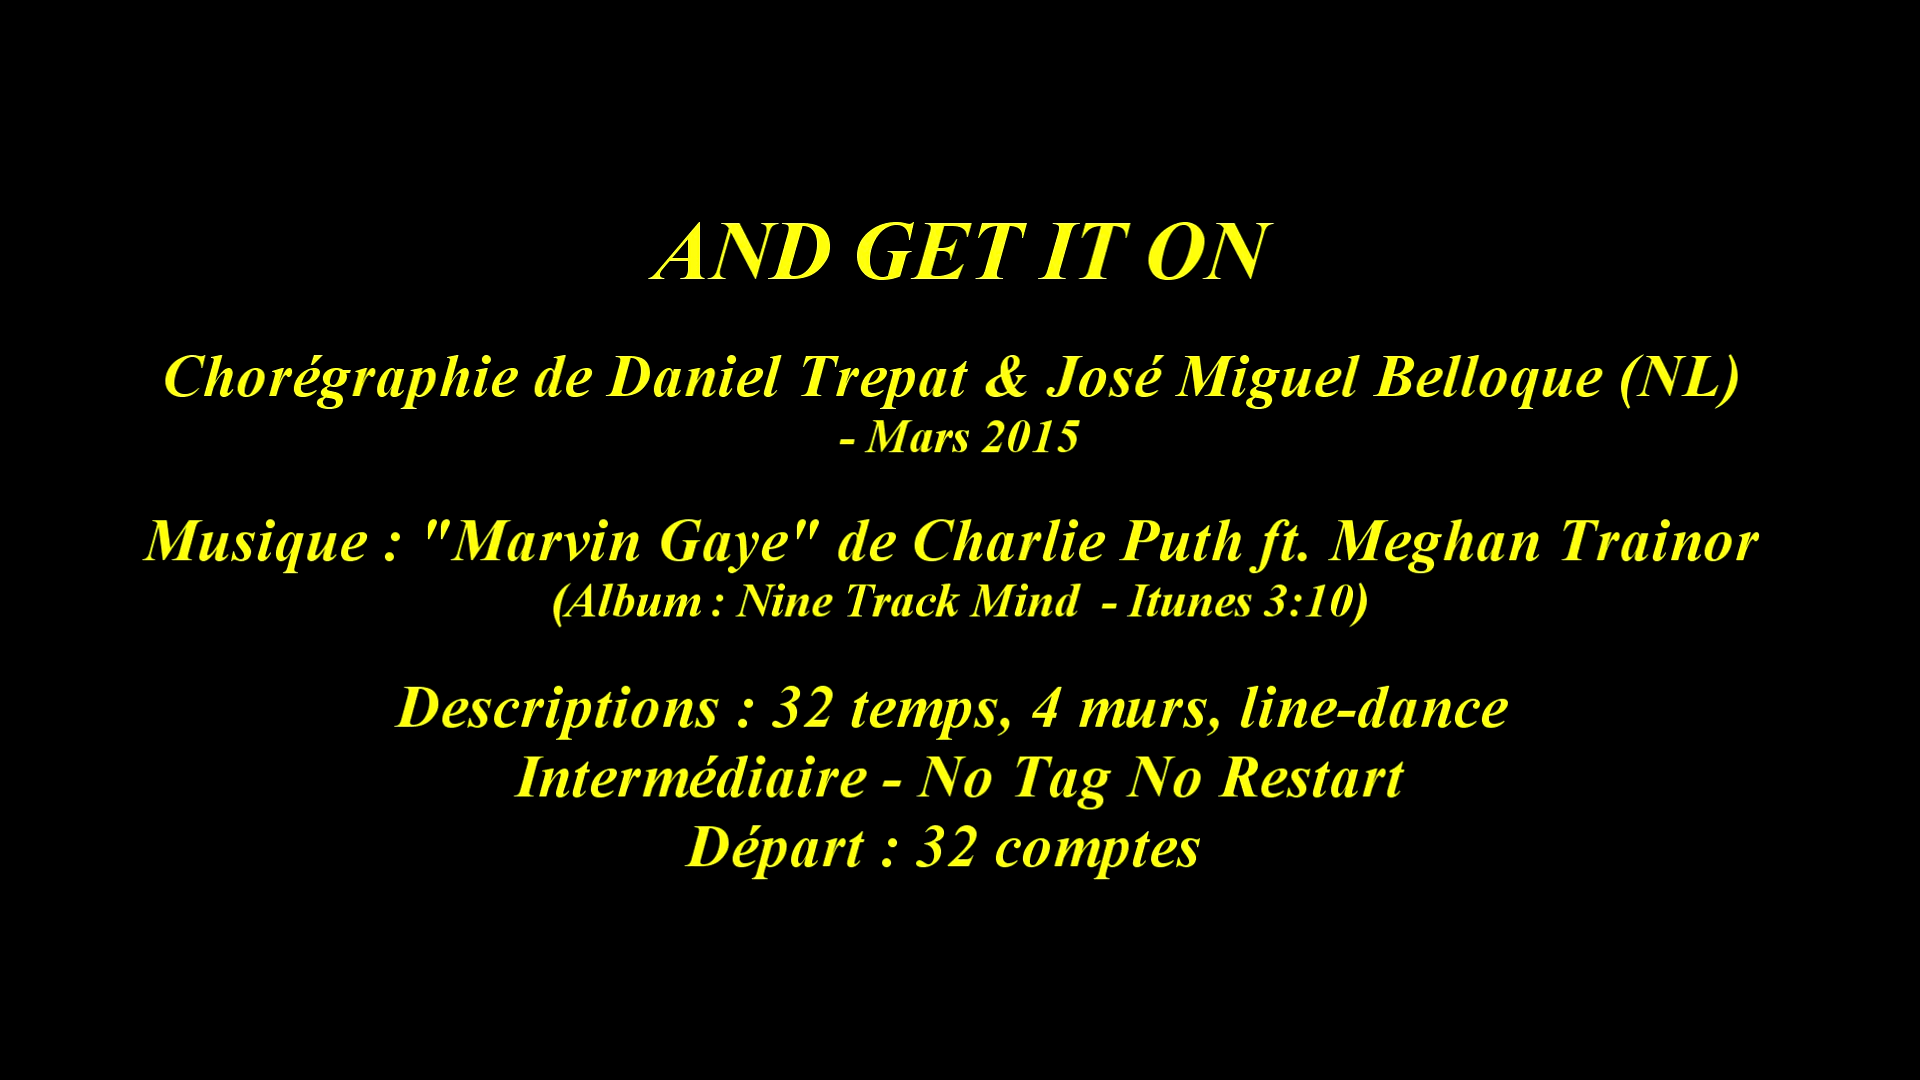 AND GET IT ON
Chorégraphie de Daniel Trepat & José Miguel Belloque (NL)
- Mars 2015
Musique : "Marvin Gaye" de Charlie Puth ft. Meghan Trainor
(Album : Nine Track Mind  - Itunes 3:10)
Descriptions : 32 temps, 4 murs, line-dance
Intermédiaire - No Tag No Restart
Départ : 32 comptes